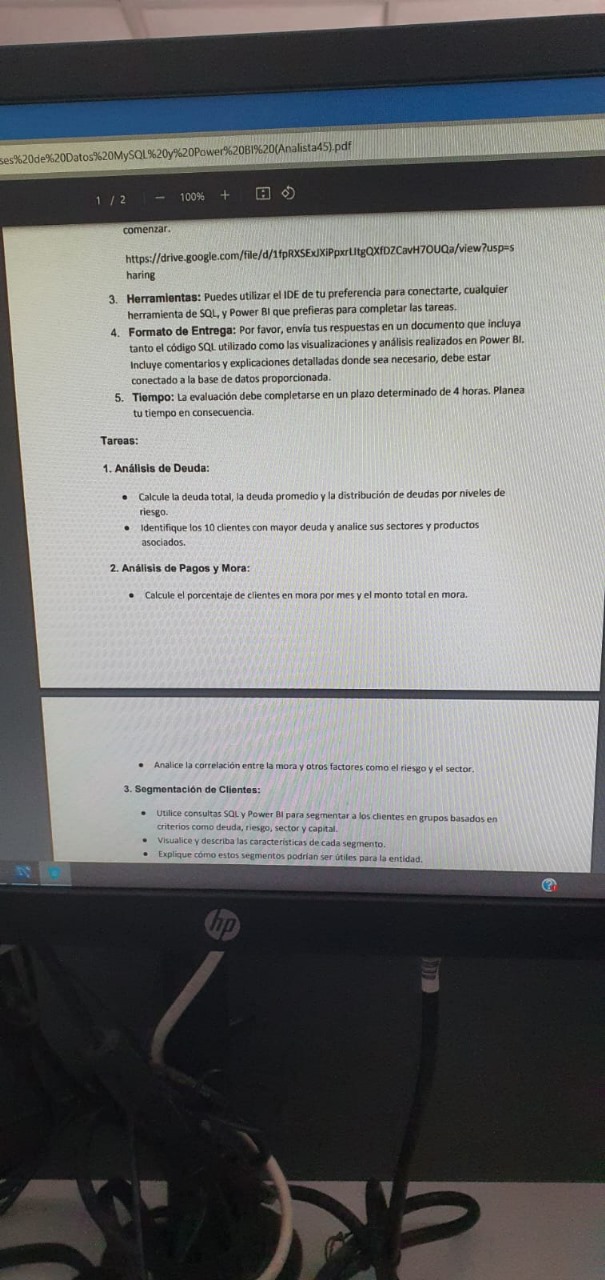 ses%20de%20Datos%20MySQL%20y%20Power%20BI%20(Analista45).pdf
1 / 2 — 100% +
comenzar.
haring
3. Herramientas: Puedes utilizar el IDE de tu preferencia para conectarte, cualquier
herramienta de SQL, y Power BI que prefieras para completar las tareas.
4. Formato de Entrega: Por favor, envía tus respuestas en un documento que incluya
tanto el código SQL utilizado como las visualizaciones y análisis realizados en Power BI.
Incluye comentarios y explicaciones detalladas donde sea necesario, debe estar
conectado a la base de datos proporcionada.
5. Tiempo: La evaluación debe completarse en un plazo determinado de 4 horas. Planea
tu tiempo en consecuencia.
Tareas:
1. Análisis de Deuda:
• Calcule la deuda total, la deuda promedio y la distribución de deudas por niveles de
riesgo.
• Identifique los 10 clientes con mayor deuda y analice sus sectores y productos
asociados.
2. Análisis de Pagos y Mora:
• Calcule el porcentaje de clientes en mora por mes y el monto total en mora.
• Analice la correlación entre la mora y otros factores como el riesgo y el sector.
3. Segmentación de Clientes:
• Utilice consultas SQL y Power BI para segmentar a los clientes en grupos basados en
criterios como deuda, riesgo, sector y capital.
• Visualice y describa las características de cada segmento.
• Explique cómo estos segmentos podrían ser útiles para la entidad.
hp